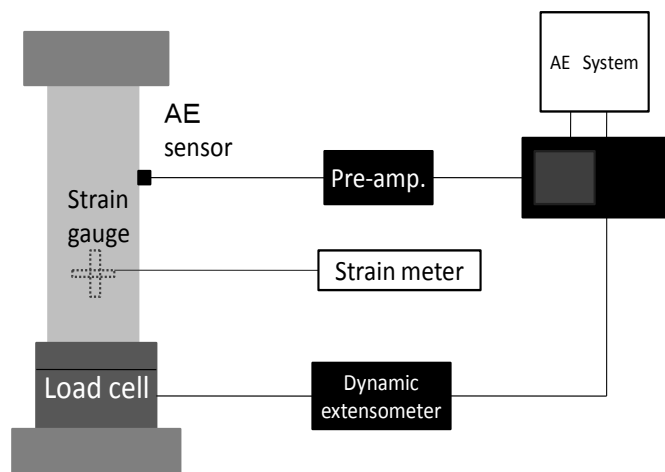 AE System
AE
sensor
Pre-amp.
Strain
gauge
Strain meter
Load cell
Dynamic
extensometer